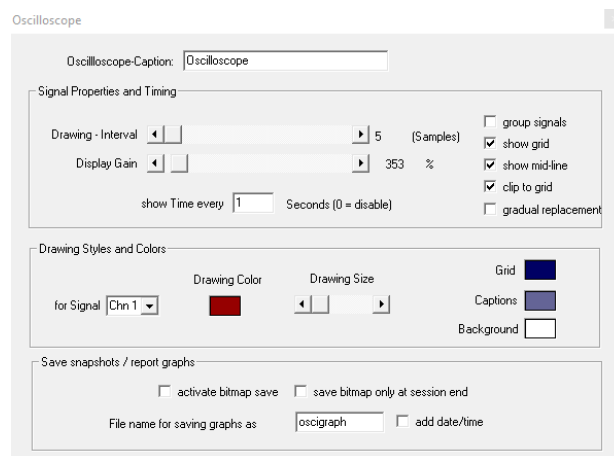 Oscilloscope
Oscillloscope-Caption: Oscilloscope
Signal Properties and Timing
Drawing - Interval 5 (Samples)
Display Gain 353 %
show Time every 1 Seconds (0 = disable)
group signals
show grid
show mid-line
clip to grid
gradual replacement
Drawing Styles and Colors
for Signal Chn 1
Drawing Color
Drawing Size
Grid
Captions
Background
Save snapshots / report graphs
activate bitmap save save bitmap only at session end
File name for saving graphs as oscigraph add date/time